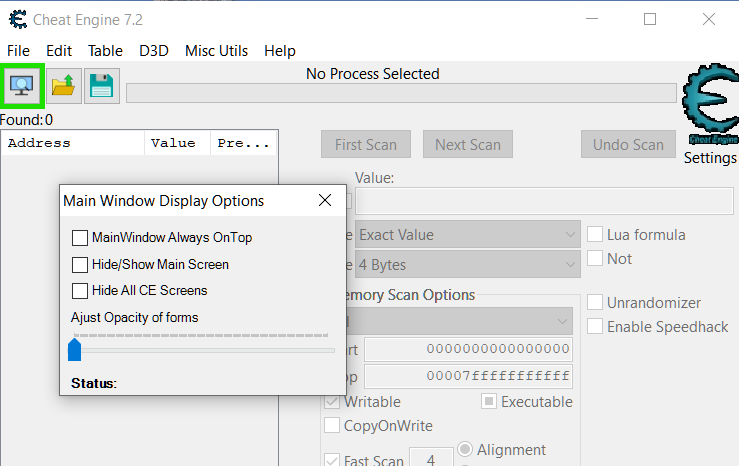 Cheat Engine 7.2
File Edit Table D3D Misc Utils Help
No Process Selected
Found:0
Address Value Pre...
First Scan Next Scan Undo Scan
Cheat Engine
Settings
Value:
Main Window Display Options
MainWindow Always OnTop
Hide/Show Main Screen
Hide All CE Screens
Ajust Opacity of forms
Status:
Exact Value
Lua formula
4 Bytes
Not
emory Scan Options
Unrandomizer
Enable Speedhack
0000000000000000
00007fffffffffff
Writable Executable
CopyOnWrite
Fast Scan 4 Alignment